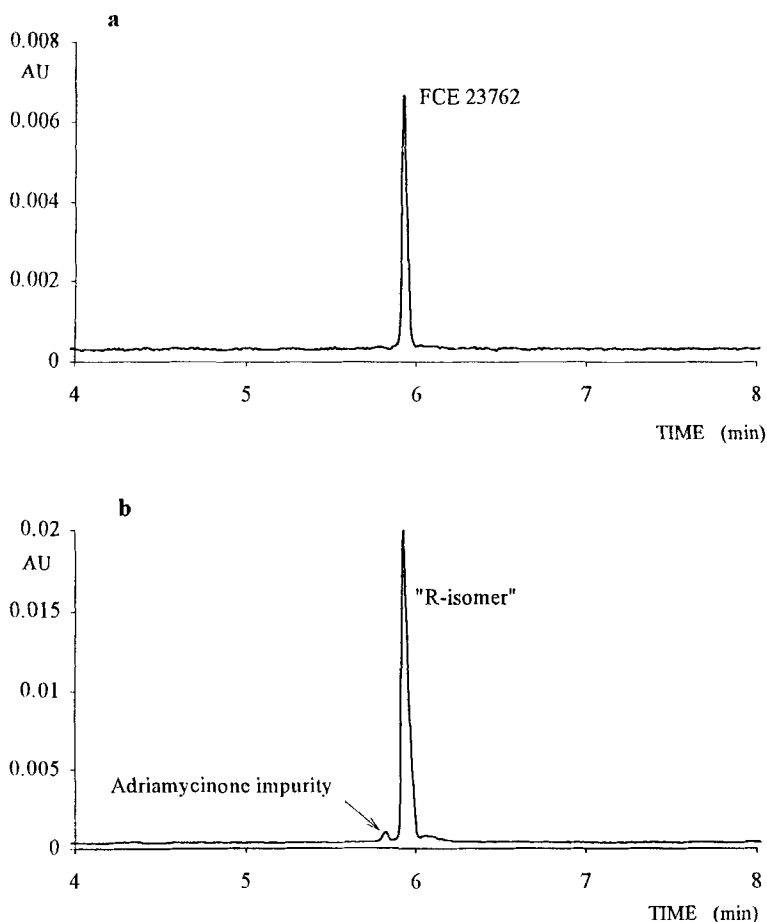 a
0.008
AU
FCE 23762
0.006
0.004
0.002
0
4 5 6 7 8
TIME (min)
b
0.02
AU
"R-isomer"
0.015
0.01
Adriamycinone impurity
0.005
0
4 5 6 7 8
TIME (min)